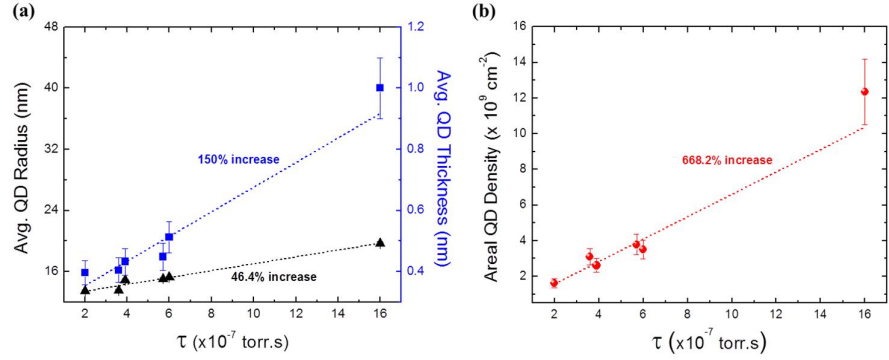 (a)
48
40
32
24
16
Avg. QD Radius (nm)
1.2
1.0
0.8
0.6
0.4
Avg. QD Thickness (nm)
150% increase
46.4% increase
2 4 6 8 10 12 14 16
τ (x10⁻⁷ torr.s)
(b)
16
14
12
10
8
6
4
2
Areal QD Density (x 10⁹ cm⁻²)
668.2% increase
2 4 6 8 10 12 14 16
τ (x10⁻⁷ torr.s)